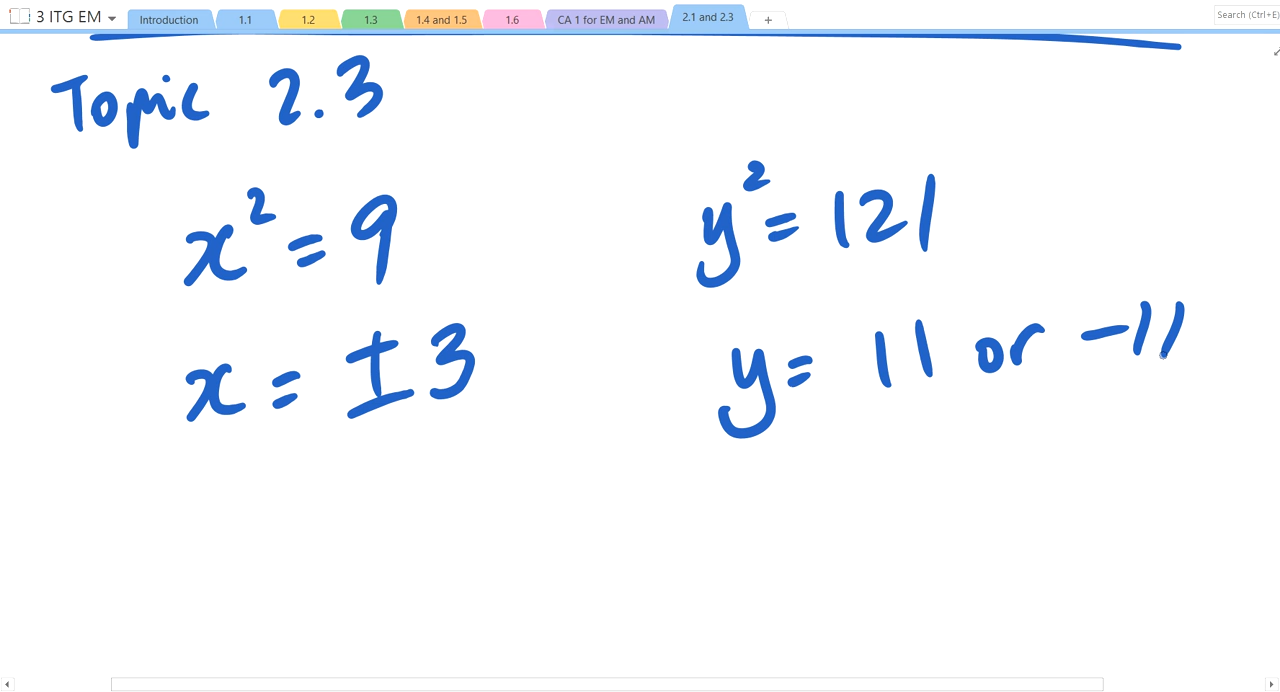 3 ITG EM
Introduction
1.1
1.2
1.3
1.4 and 1.5
1.6
CA 1 for EM and AM
2.1 and 2.3
+
Search (Ctrl+E)
Topic 2.3
x² = 9
y² = 121
x = ± 3
y = 11 or -11